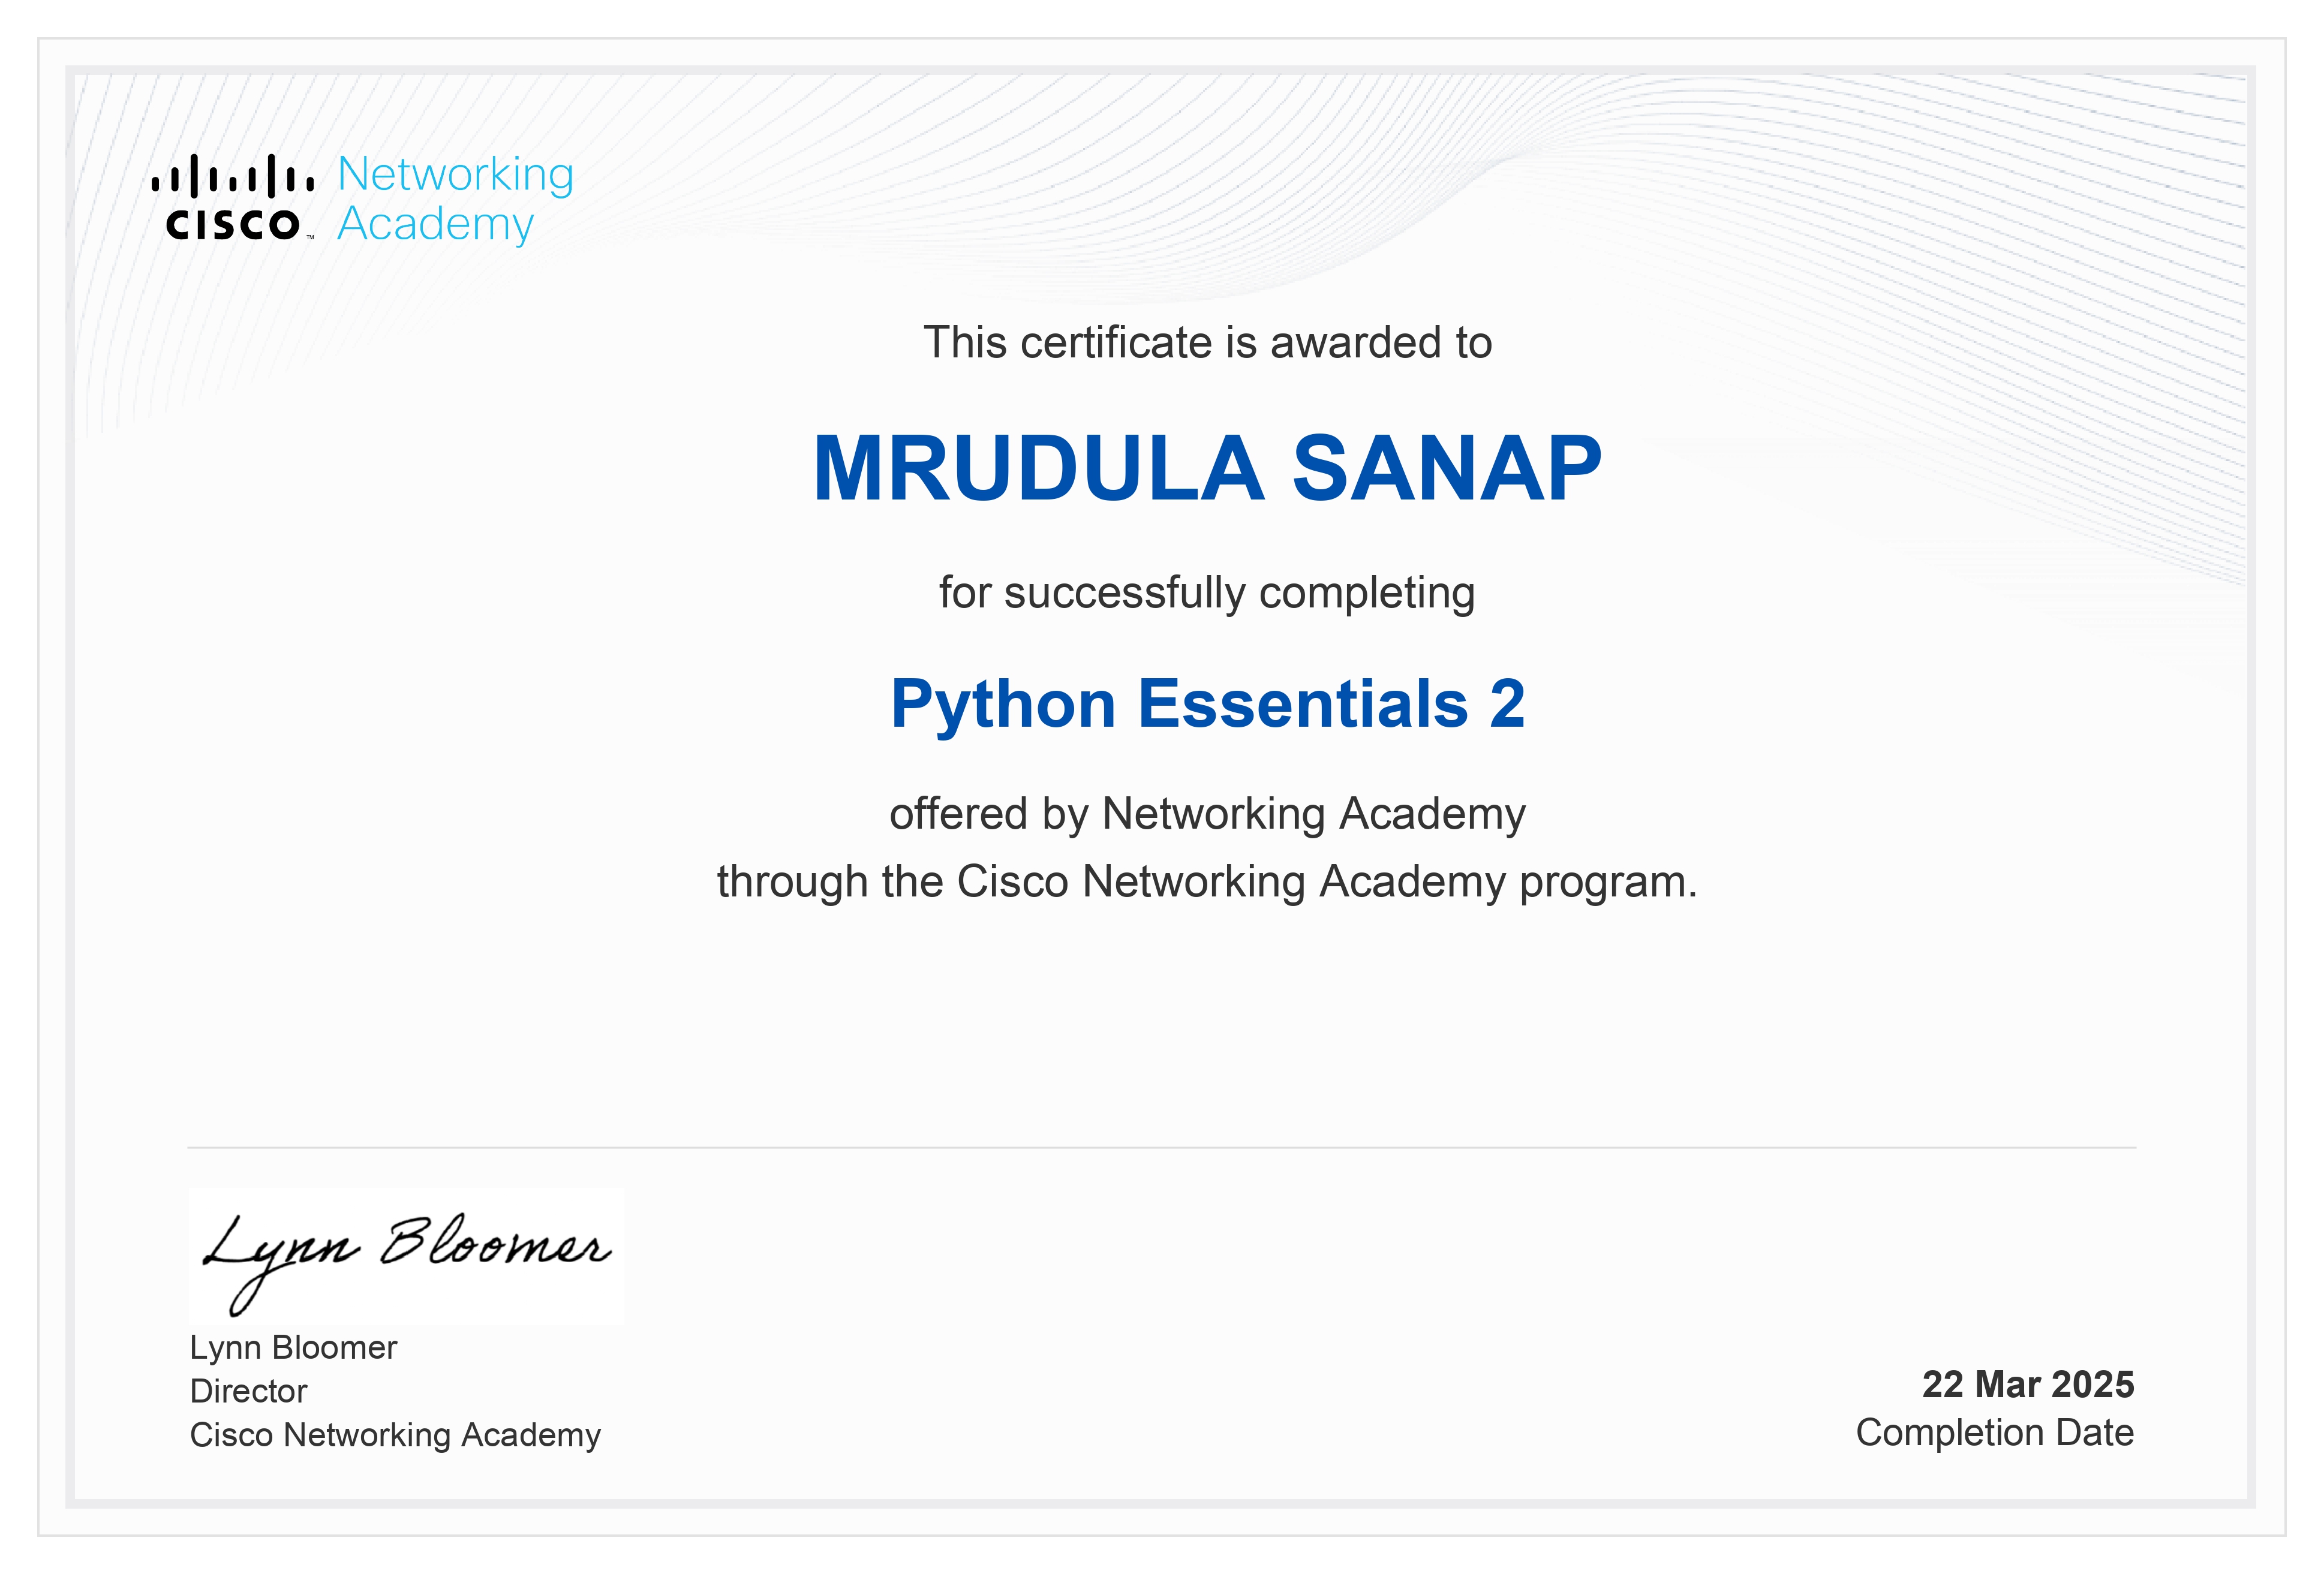 Networking
CISCO™ Academy
This certificate is awarded to
MRUDULA SANAP
for successfully completing
Python Essentials 2
offered by Networking Academy
through the Cisco Networking Academy program.
Lynn Bloomer
Lynn Bloomer
Director
Cisco Networking Academy
22 Mar 2025
Completion Date